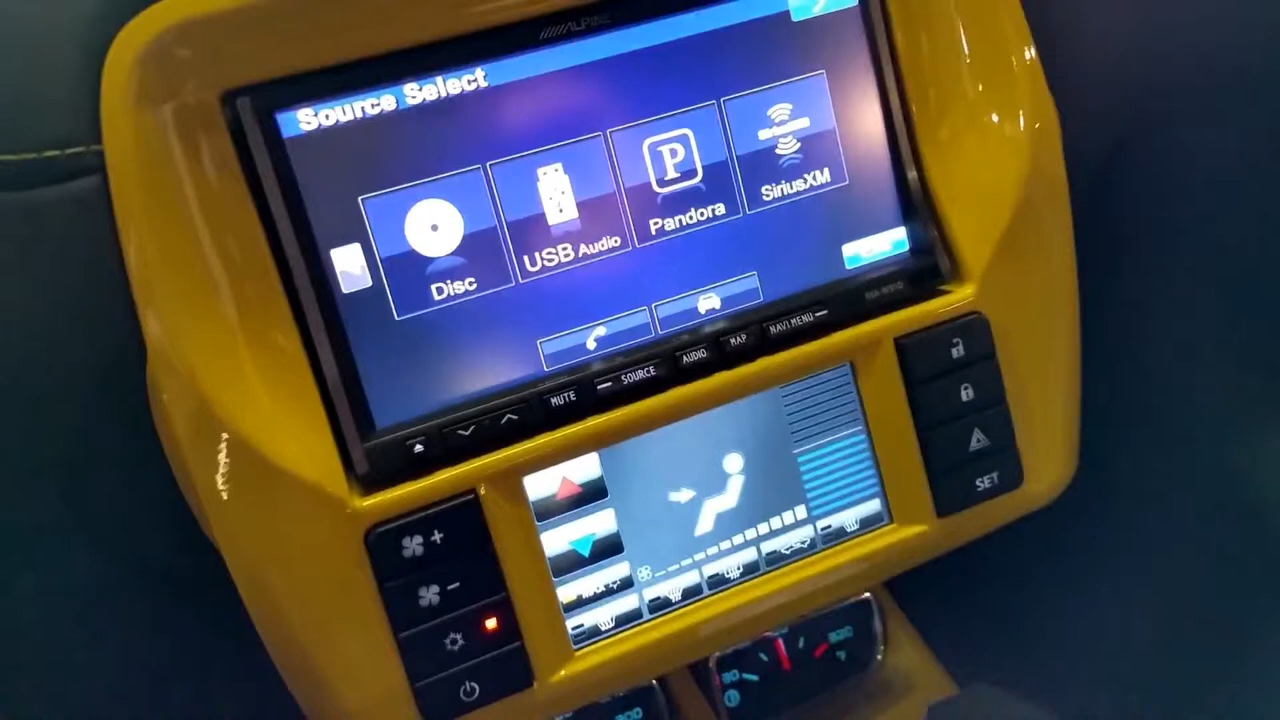 ALPINE
Source Select
Disc
USB Audio
Pandora
SiriusXM
MUTE
SOURCE
AUDIO
MAP
NAVI MENU
SET
+
-